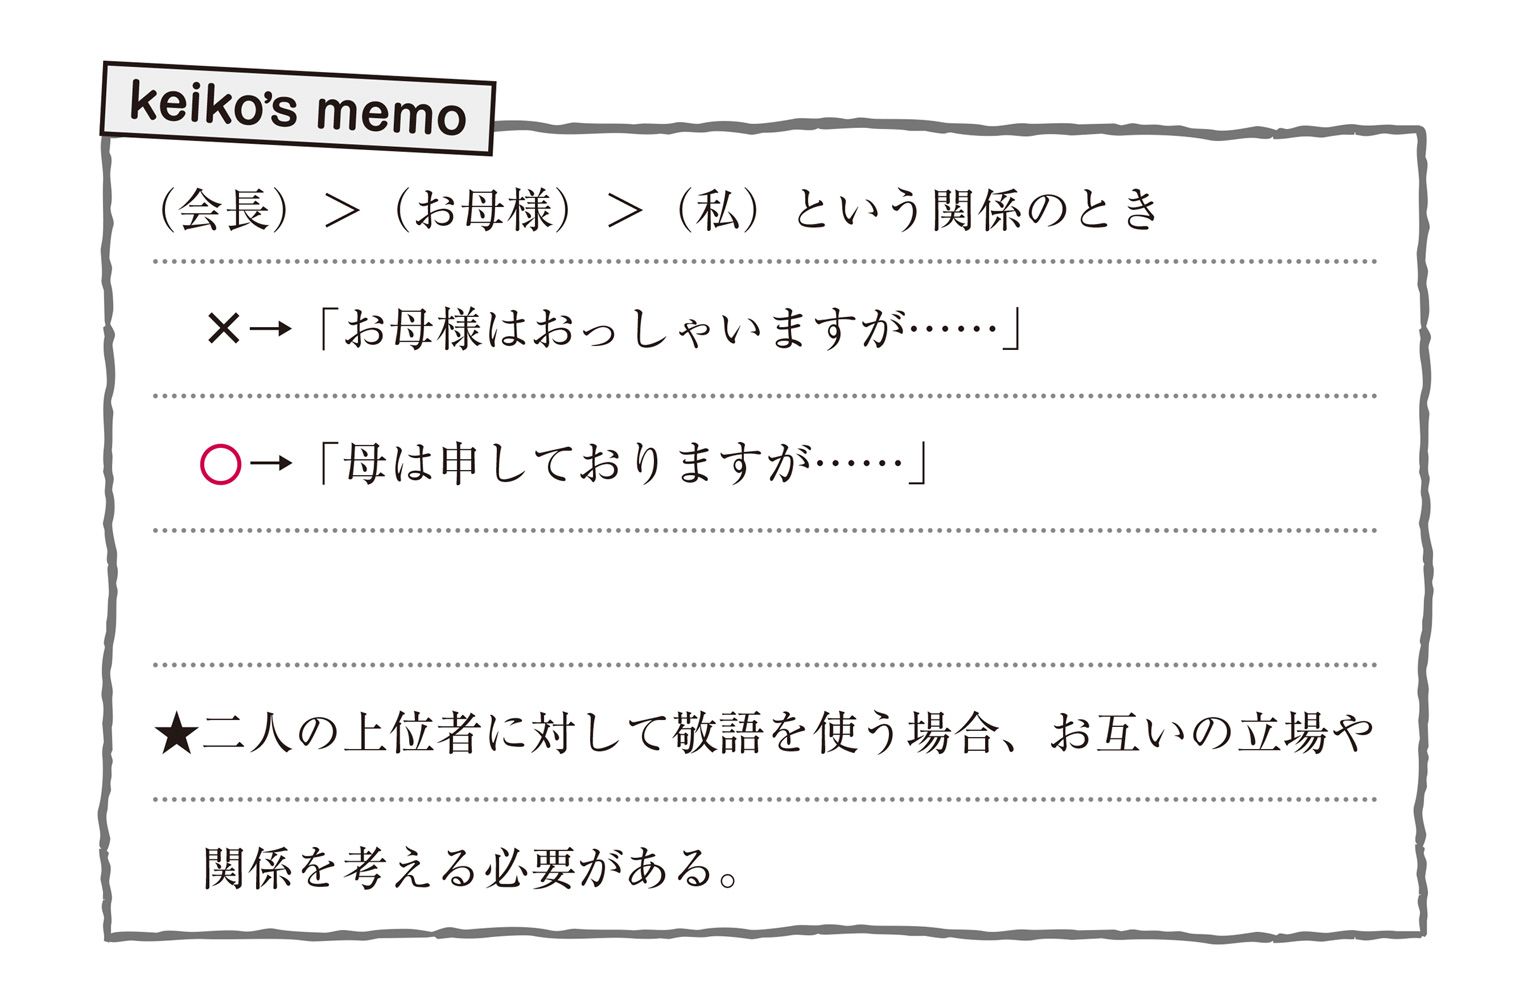 keiko's memo
（会長）＞（お母様）＞（私）という関係のとき
×→「お母様はおっしゃいますが……」
○→「母は申しておりますが……」
★二人の上位者に対して敬語を使う場合、お互いの立場や
関係を考える必要がある。